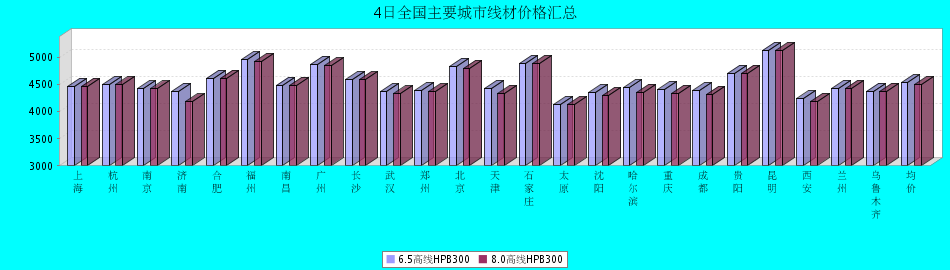 4日全国主要城市线材价格汇总
5000
4500
4000
3500
3000
上海
杭州
南京
济南
合肥
福州
南昌
广州
长沙
武汉
郑州
北京
天津
石家庄
太原
沈阳
哈尔滨
重庆
成都
贵阳
昆明
西安
兰州
乌鲁木齐
均价
6.5高线HPB300 8.0高线HPB300